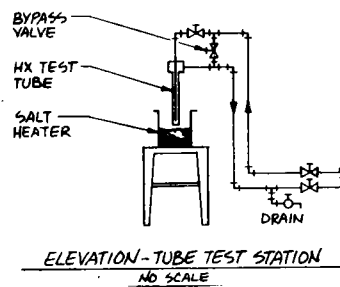 BYPASS
VALVE
HX TEST
TUBE
SALT
HEATER
DRAIN
ELEVATION-TUBE TEST STATION
NO SCALE